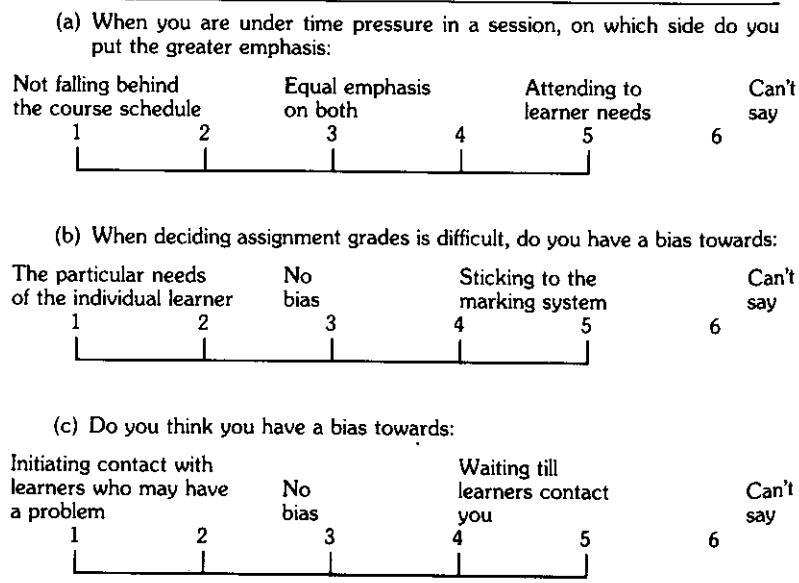 (a) When you are under time pressure in a session, on which side do you
put the greater emphasis:
Not falling behind Equal emphasis Attending to Can't
the course schedule on both learner needs say
1 2 3 4 5 6
(b) When deciding assignment grades is difficult, do you have a bias towards:
The particular needs No Sticking to the Can't
of the individual learner bias marking system say
1 2 3 4 5 6
(c) Do you think you have a bias towards:
Initiating contact with Waiting till
learners who may have No learners contact Can't
a problem bias you say
1 2 3 4 5 6